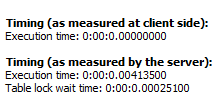 Timing (as measured at client side):
Execution time: 0:00:0.00000000
Timing (as measured by the server):
Execution time: 0:00:0.00413500
Table lock wait time: 0:00:0.00025100